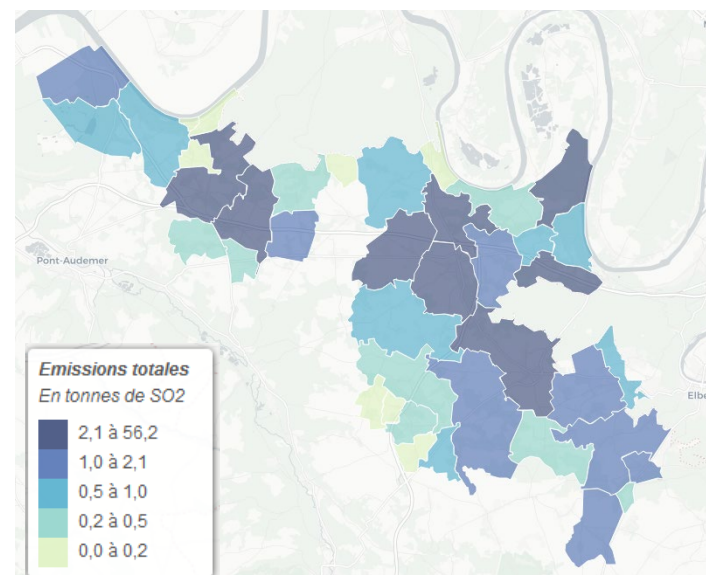 Pont-Audemer
Elbe
Emissions totales
En tonnes de SO2
2,1 à 56,2
1,0 à 2,1
0,5 à 1,0
0,2 à 0,5
0,0 à 0,2